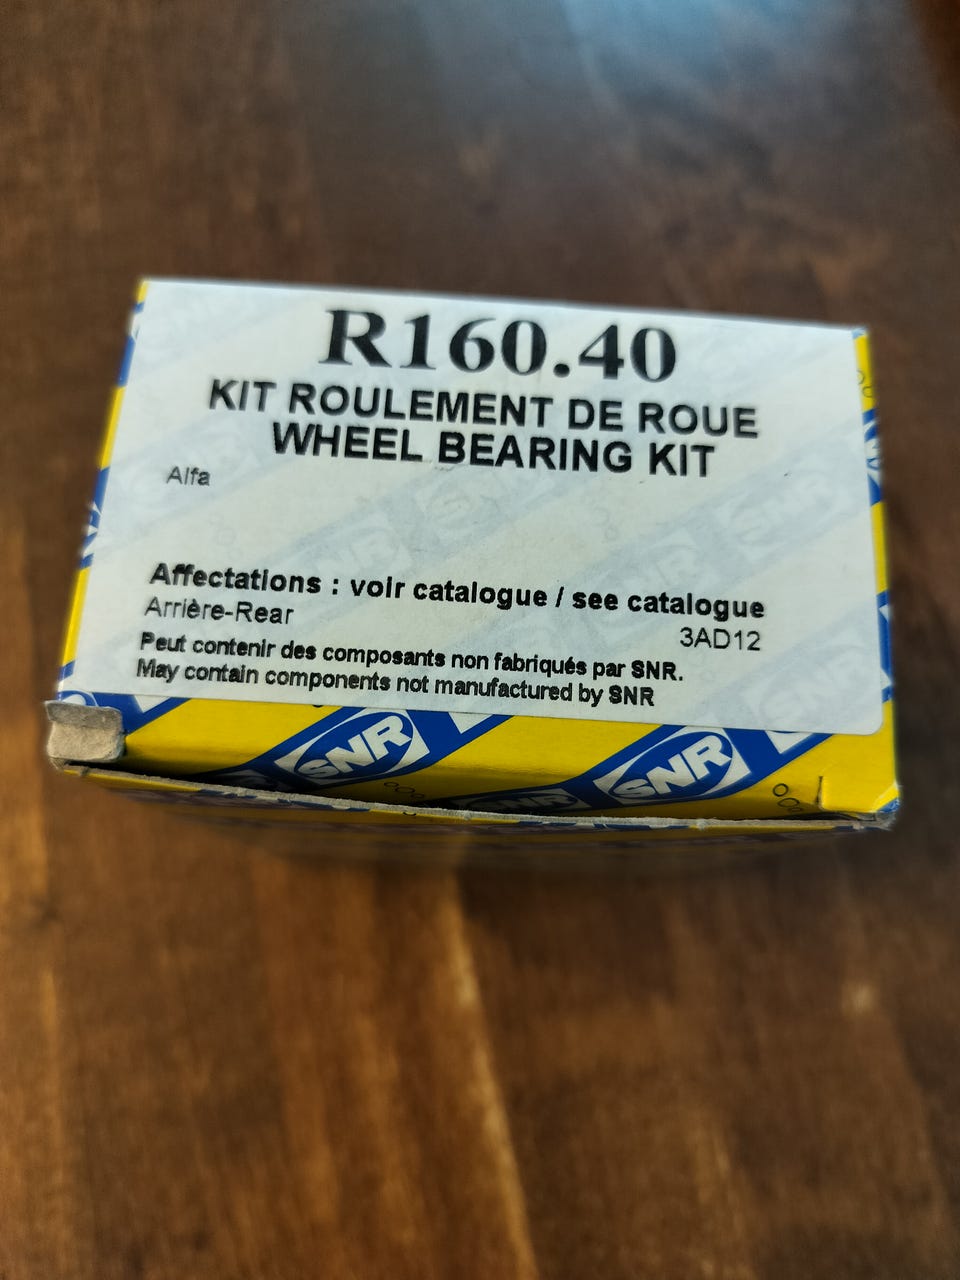 R160.40
KIT ROULEMENT DE ROUE
WHEEL BEARING KIT
Alfa
Affectations : voir catalogue / see catalogue
Arrière-Rear
3AD12
Peut contenir des composants non fabriqués par SNR.
May contain components not manufactured by SNR
SNR
SNR